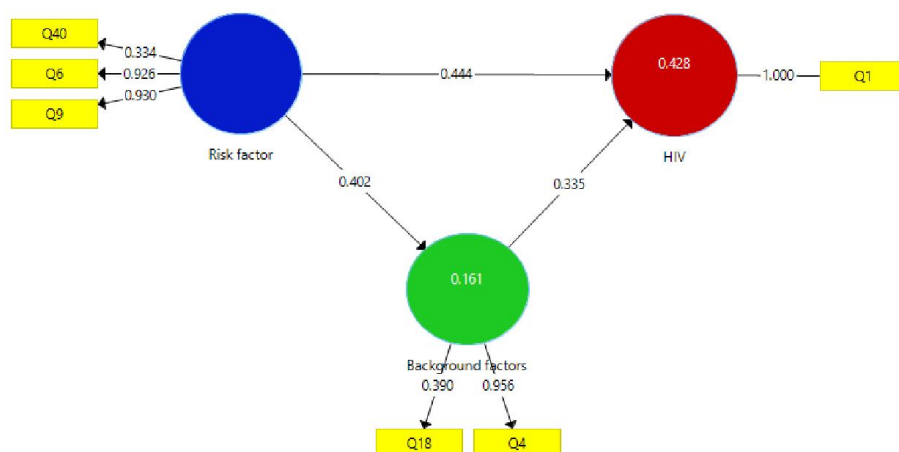 Q40
0.334
Q6
0.926
Q9
0.930
Risk factor
0.444
0.428
HIV
1.000
Q1
0.402
0.335
0.161
Background factors
0.390
0.956
Q18
Q4